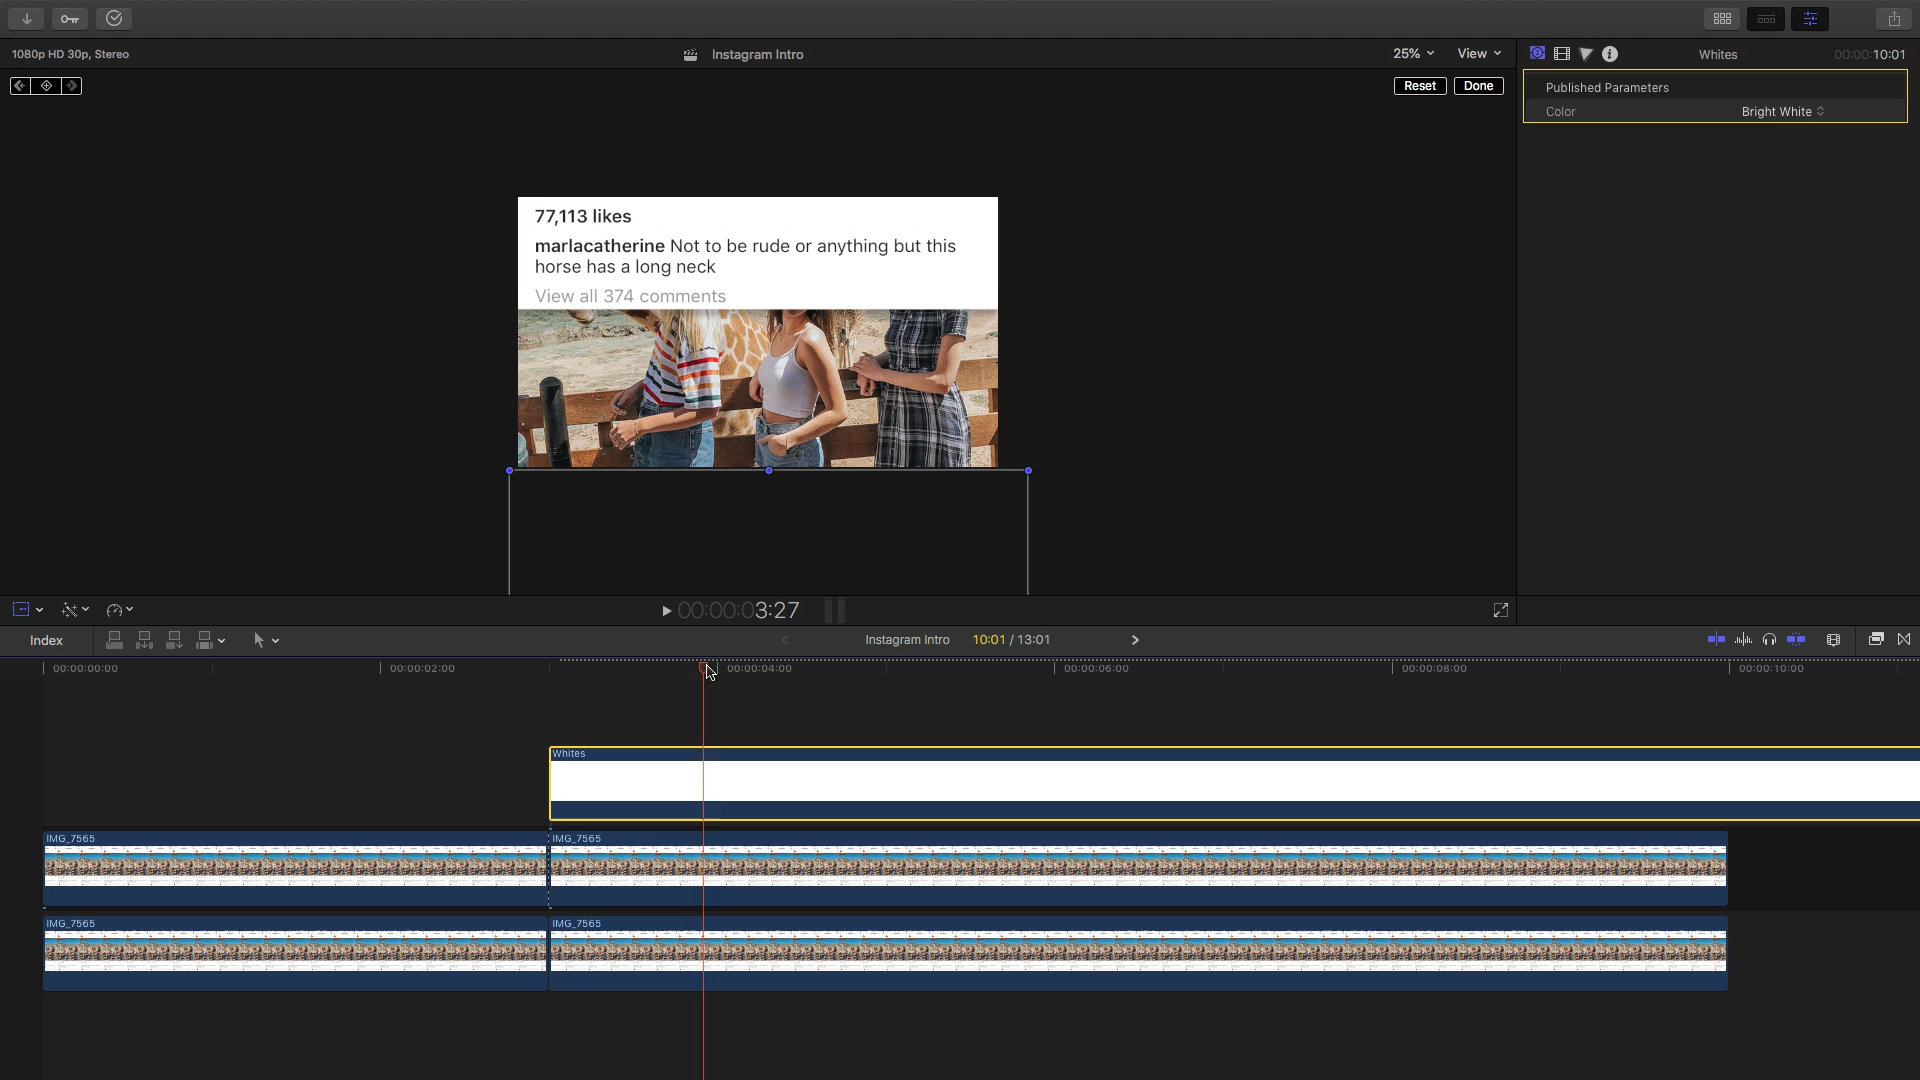 1080p HD 30p, Stereo
Instagram Intro
25%
View
Whites
00:00:10:01
Reset
Done
Published Parameters
Color
Bright White
77,113 likes
marlacatherine Not to be rude or anything but this
horse has a long neck
View all 374 comments
00:00:03:27
Index
Instagram Intro
10:01 / 13:01
00:00:00:00
00:00:02:00
00:00:04:00
00:00:06:00
00:00:08:00
00:00:10:00
Whites
IMG_7565
IMG_7565
IMG_7565
IMG_7565